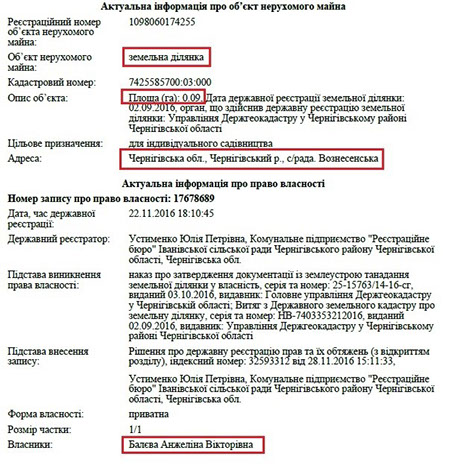 Актуальна інформація про об'єкт нерухомого майна
Реєстраційний номер об'єкта нерухомого майна: 1098060174255
Об'єкт нерухомого майна: земельна ділянка
Кадастровий номер: 7425585700:03:000
Опис об'єкта: Площа (га): 0.09, Дата державної реєстрації земельної ділянки:
02.09.2016, орган, що здійснив державну реєстрацію земельної
ділянки: Управління Держгеокадастру у Чернігівському районі
Чернігівської області
Цільове призначення: для індивідуального садівництва
Адреса: Чернігівська обл., Чернігівський р., с/рада. Вознесенська
Актуальна інформація про право власності
Номер запису про право власності: 17678689
Дата, час державної реєстрації: 22.11.2016 18:10:45
Державний реєстратор: Устименко Юлія Петрівна, Комунальне підприємство "Реєстраційне
бюро" Іванівської сільської ради Чернігівського району Чернігівської
області, Чернігівська обл.
Підстава виникнення права власності: наказ про затвердження документації із землеустрою танадання
земельної ділянки у власність, серія та номер: 25-15763/14-16-сг,
виданий 03.10.2016, видавник: Головне управління Держгеокадастру
у Чернігівській області; Витяг з Державного земельного кадастру про
земельну ділянку, серія та номер: НВ-7403353212016, виданий
02.09.2016, видавник: Управління Держгеокадастру у Чернігівському
районі Чернігівської області
Підстава внесення запису: Рішення про державну реєстрацію прав та їх обтяжень (з відкриттям
розділу), індексний номер: 32593312 від 28.11.2016 15:11:33,
Устименко Юлія Петрівна, Комунальне підприємство "Реєстраційне
бюро" Іванівської сільської ради Чернігівського району Чернігівської
області, Чернігівська обл.
Форма власності: приватна
Розмір частки: 1/1
Власники: Балєва Анжеліна Вікторівна